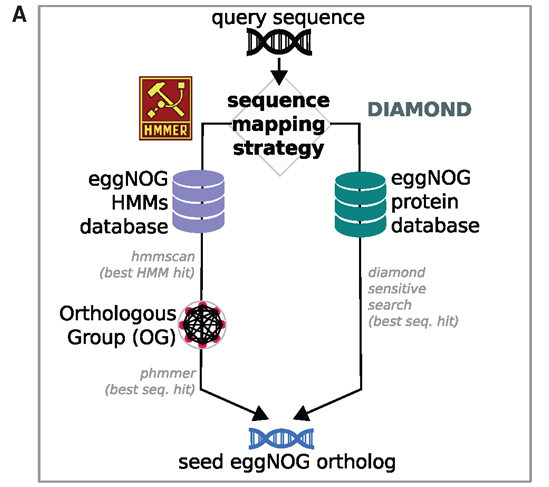 A
query sequence
HMMER
sequence
mapping
strategy
DIAMOND
eggNOG
HMMs
database
eggNOG
protein
database
hmmscan
(best HMM hit)
diamond
sensitive
search
(best seq. hit)
Orthologous
Group (OG)
phmmer
(best seq. hit)
seed eggNOG ortholog